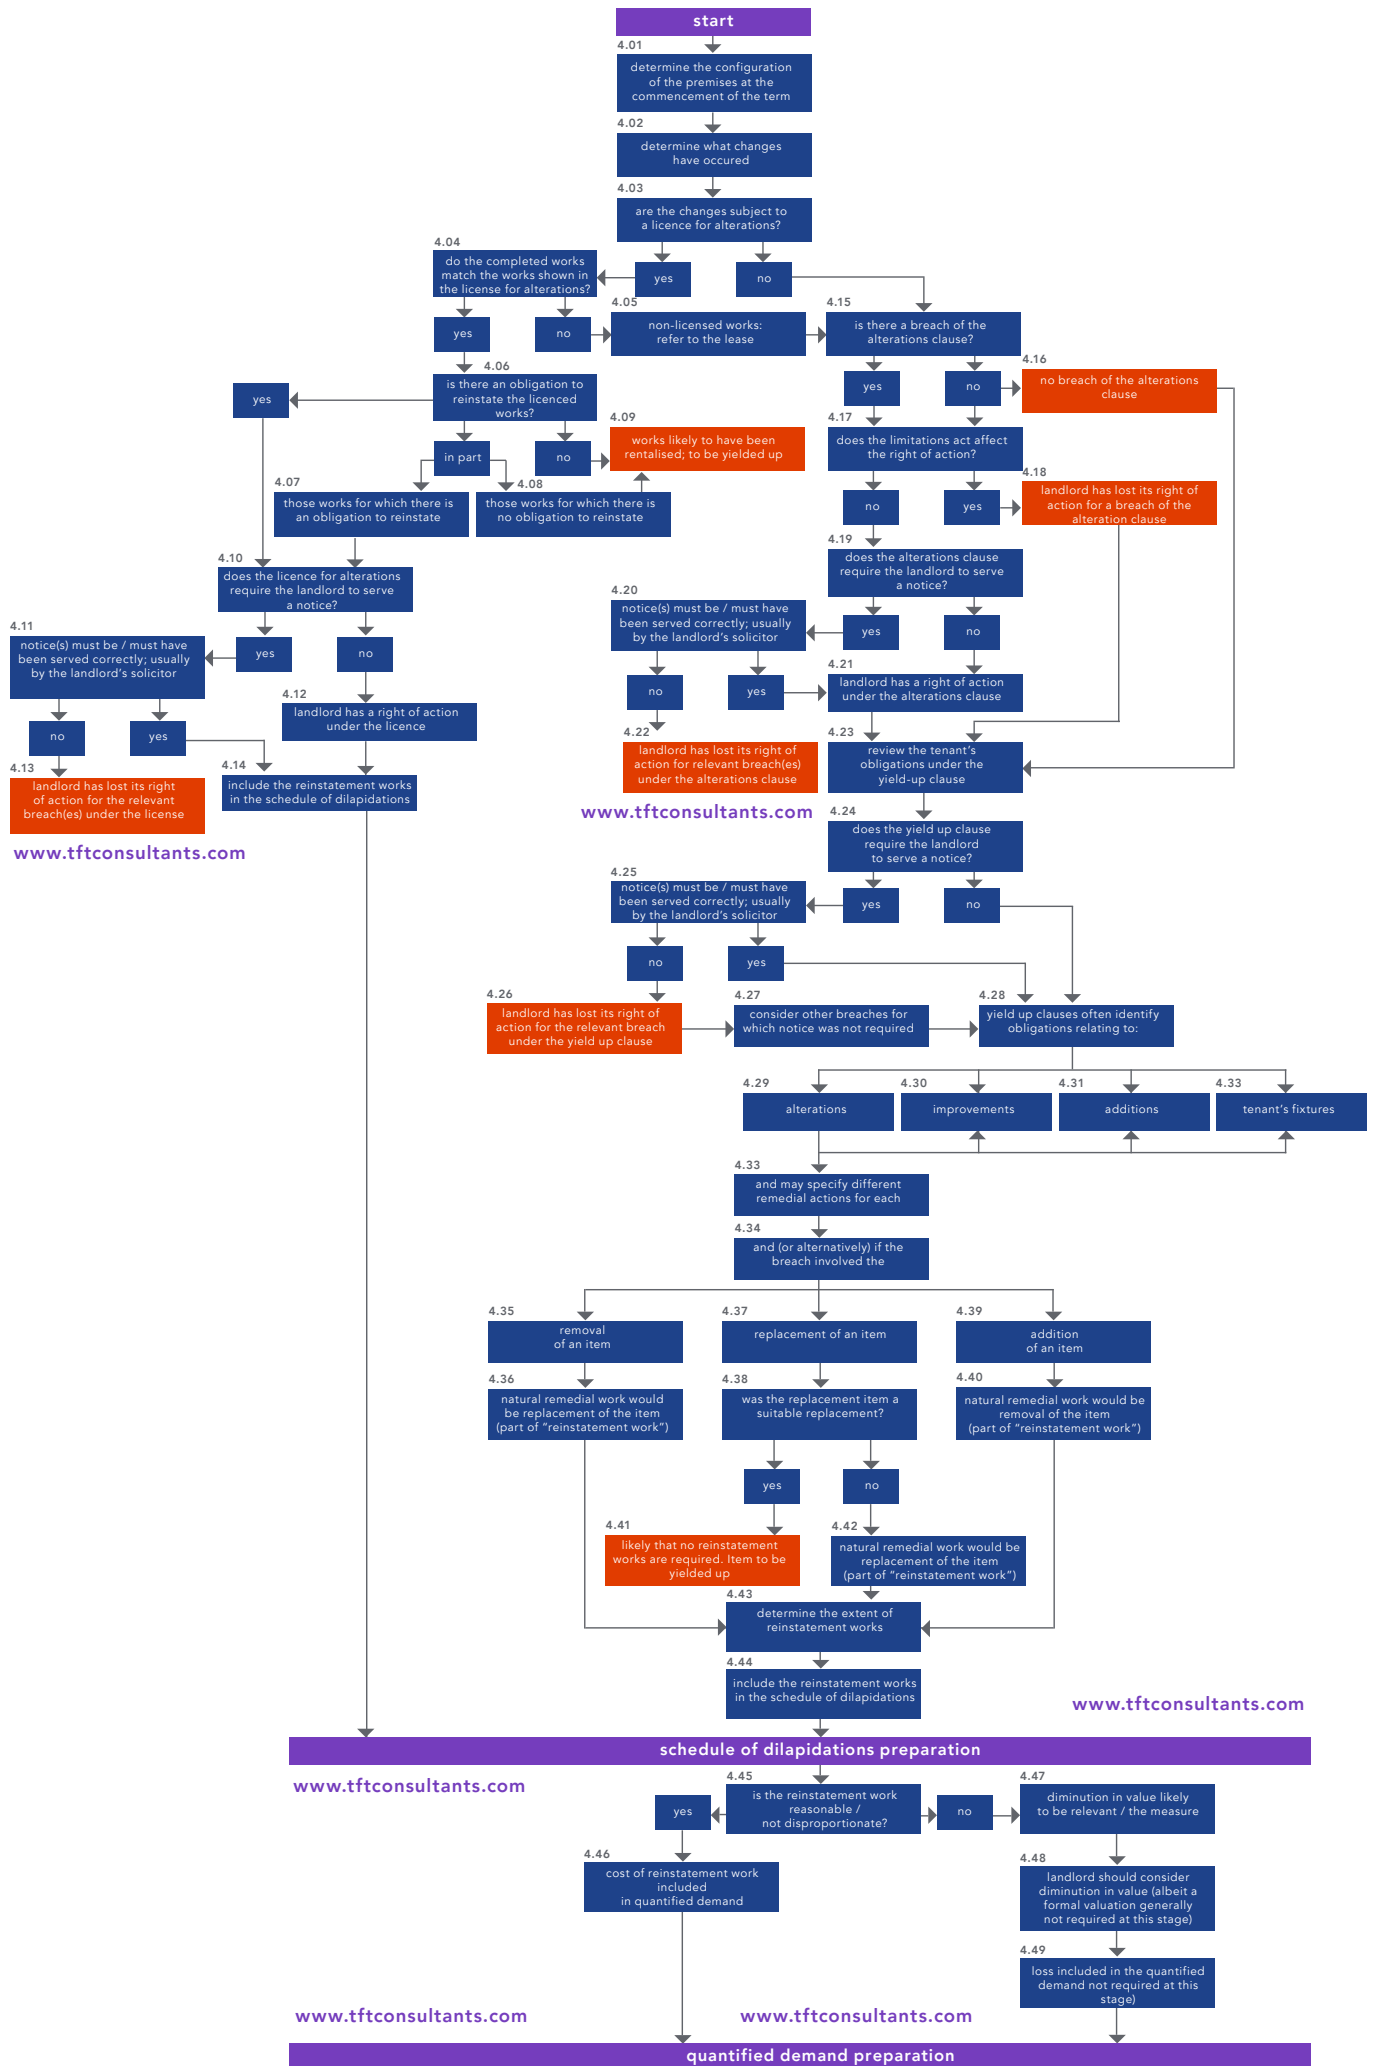 start
4.01
determine the configuration
of the premises at the
commencement of the term
4.02
determine what changes
have occured
4.03
are the changes subject to
a licence for alterations?
4.04
do the completed works
match the works shown in
the license for alterations?
yes
no
4.05
non-licensed works:
refer to the lease
4.15
is there a breach of the
alterations clause?
yes
no
4.06
is there an obligation to
reinstate the licenced
works?
yes
yes
no
4.16
no breach of the alterations
clause
4.09
works likely to have been
rentalised; to be yielded up
in part
no
4.17
does the limitations act affect
the right of action?
4.07
those works for which there is
an obligation to reinstate
4.08
those works for which there is
no obligation to reinstate
no
yes
4.18
landlord has lost its right of
action for a breach of the
alteration clause
4.10
does the licence for alterations
require the landlord to serve
a notice?
4.19
does the alterations clause
require the landlord to serve
a notice?
4.11
notice(s) must be / must have
been served correctly; usually
by the landlord's solicitor
yes
no
4.20
notice(s) must be / must have
been served correctly; usually
by the landlord's solicitor
yes
no
4.12
landlord has a right of action
under the licence
no
yes
4.21
landlord has a right of action
under the alterations clause
no
yes
4.13
landlord has lost its right
of action for the relevant
breach(es) under the license
4.14
include the reinstatement works
in the schedule of dilapidations
4.22
landlord has lost its right of
action for relevant breach(es)
under the alterations clause
4.23
review the tenant's
obligations under the
yield-up clause
www.tftconsultants.com
www.tftconsultants.com
4.24
does the yield up clause
require the landlord
to serve a notice?
4.25
notice(s) must be / must have
been served correctly; usually
by the landlord's solicitor
yes
no
no
yes
4.26
landlord has lost its right of
action for the relevant breach
under the yield up clause
4.27
consider other breaches for
which notice was not required
4.28
yield up clauses often identify
obligations relating to:
4.29
alterations
4.30
improvements
4.31
additions
4.33
tenant's fixtures
4.33
and may specify different
remedial actions for each
4.34
and (or alternatively) if the
breach involved the
4.35
removal
of an item
4.37
replacement of an item
4.39
addition
of an item
4.36
natural remedial work would
be replacement of the item
(part of “reinstatement work”)
4.38
was the replacement item a
suitable replacement?
4.40
natural remedial work would be
removal of the item
(part of “reinstatement work”)
yes
no
4.41
likely that no reinstatement
works are required. Item to be
yielded up
4.42
natural remedial work would be
replacement of the item
(part of “reinstatement work”)
4.43
determine the extent of
reinstatement works
4.44
include the reinstatement works
in the schedule of dilapidations
www.tftconsultants.com
schedule of dilapidations preparation
www.tftconsultants.com
4.45
is the reinstatement work
reasonable /
not disproportionate?
yes
no
4.47
diminution in value likely
to be relevant / the measure
4.46
cost of reinstatement work
included
in quantified demand
4.48
landlord should consider
diminution in value (albeit a
formal valuation generally
not required at this stage)
4.49
loss included in the quantified
demand not required at this
stage)
www.tftconsultants.com
www.tftconsultants.com
quantified demand preparation